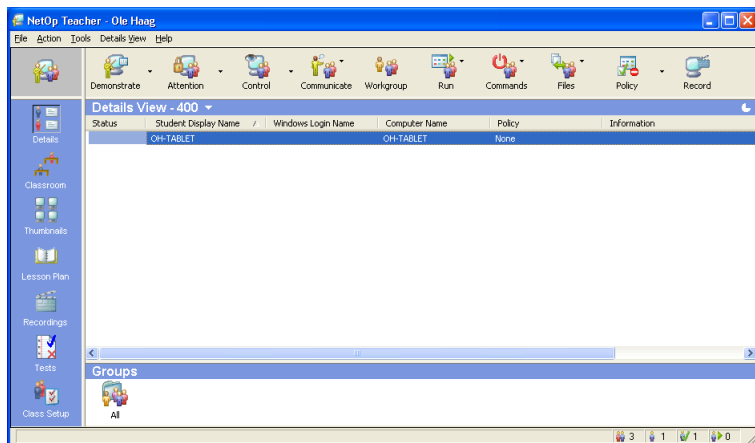 NetOp Teacher - Ole Haag
File Action Tools Details View Help
Demonstrate Attention Control Communicate Workgroup Run Commands Files Policy Record
Details View - 400
Status Student Display Name / Windows Login Name Computer Name Policy Information
OH-TABLET OH-TABLET None
Details
Classroom
Thumbnails
Lesson Plan
Recordings
Tests
Class Setup
Groups
All
3 1 1 0